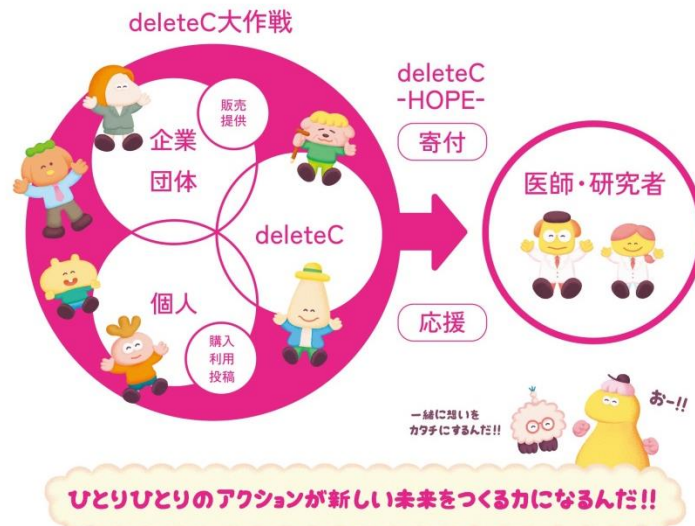 deleteC大作戦
企業
団体
販売
提供
deleteC
個人
購入
利用
投稿
deleteC
-HOPE-
寄付
応援
医師・研究者
一緒に想いを
カタチにするんだ!!
おー!!
ひとりひとりのアクションが新しい未来をつくる力になるんだ!!